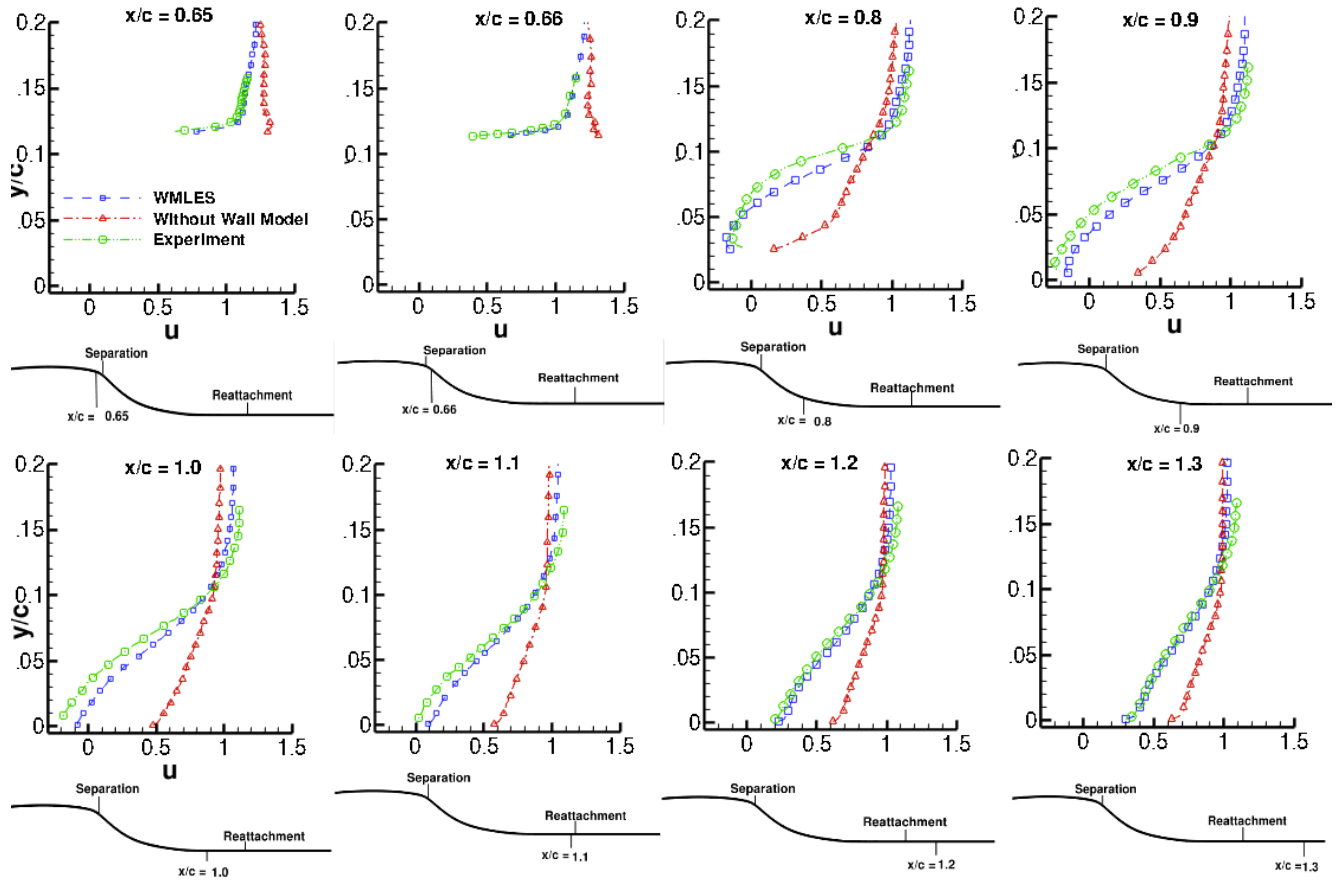 x/c = 0.65
0.2
.15
0.1
.05
0
y/c
WMLES
Without Wall Model
Experiment
0 0.5 1 1.5
u
x/c = 0.66
0.2
.15
0.1
.05
0
0 0.5 1 1.5
u
x/c = 0.8
0.2
.15
0.1
.05
0
0 0.5 1 1.5
u
x/c = 0.9
0.2
.15
0.1
.05
0
y/c
0 0.5 1 1.5
u
Separation
Reattachment
x/c = 0.65
Separation
Reattachment
x/c = 0.66
Separation
Reattachment
x/c = 0.8
Separation
Reattachment
x/c = 0.9
x/c = 1.0
0.2
.15
0.1
.05
0
y/c
0 0.5 1 1.5
u
x/c = 1.1
0.2
.15
0.1
.05
0
0 0.5 1 1.5
x/c = 1.2
0.2
.15
0.1
.05
0
0 0.5 1 1.5
x/c = 1.3
0.2
.15
0.1
.05
0
0 0.5 1 1.5
Separation
Reattachment
x/c = 1.0
Separation
Reattachment
x/c = 1.1
Separation
Reattachment
x/c = 1.2
Separation
Reattachment
x/c = 1.3